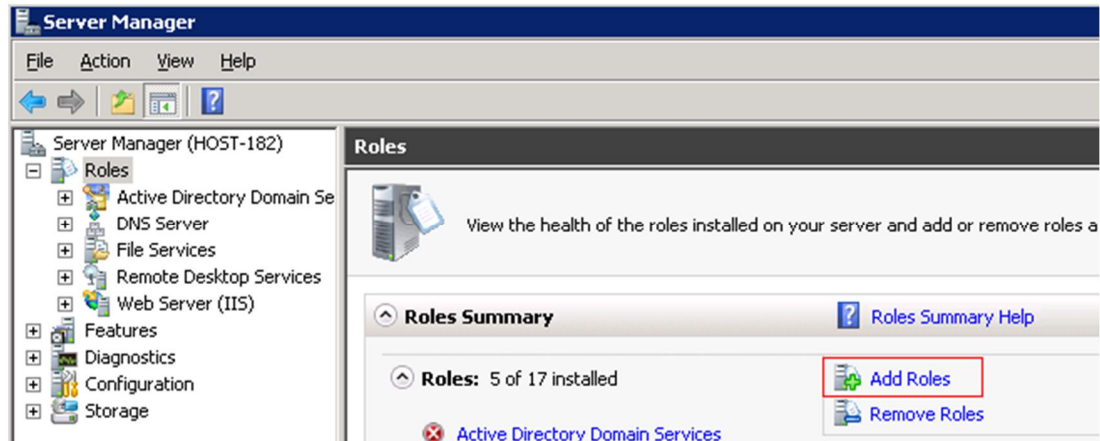 Server Manager
File Action View Help
Server Manager (HOST-182)
Roles
Active Directory Domain Se
DNS Server
File Services
Remote Desktop Services
Web Server (IIS)
Features
Diagnostics
Configuration
Storage
Roles
View the health of the roles installed on your server and add or remove roles a
Roles Summary
Roles Summary Help
Roles: 5 of 17 installed
Add Roles
Remove Roles
Active Directory Domain Services